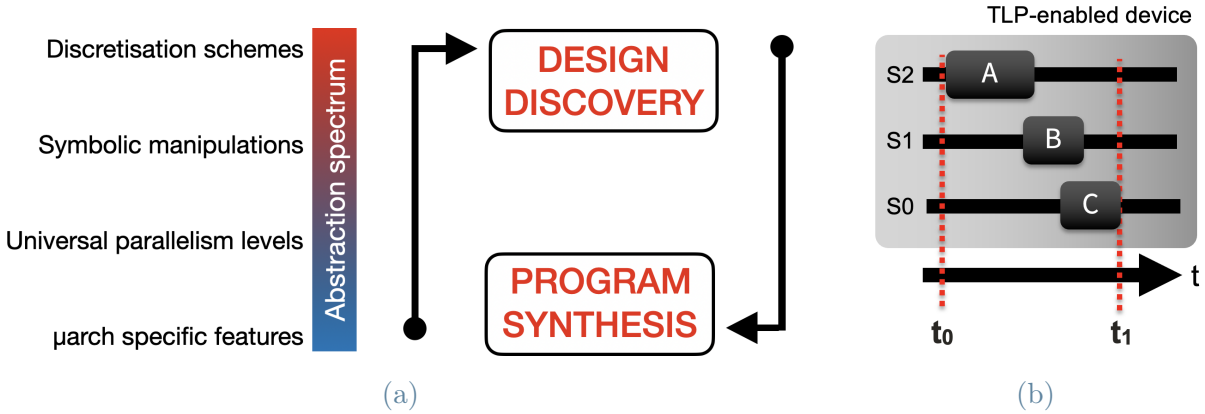 Discretisation schemes
Symbolic manipulations
Universal parallelism levels
μarch specific features
Abstraction spectrum
DESIGN
DISCOVERY
PROGRAM
SYNTHESIS
(a)
TLP-enabled device
S2
A
S1
B
S0
C
t
t0
t1
(b)